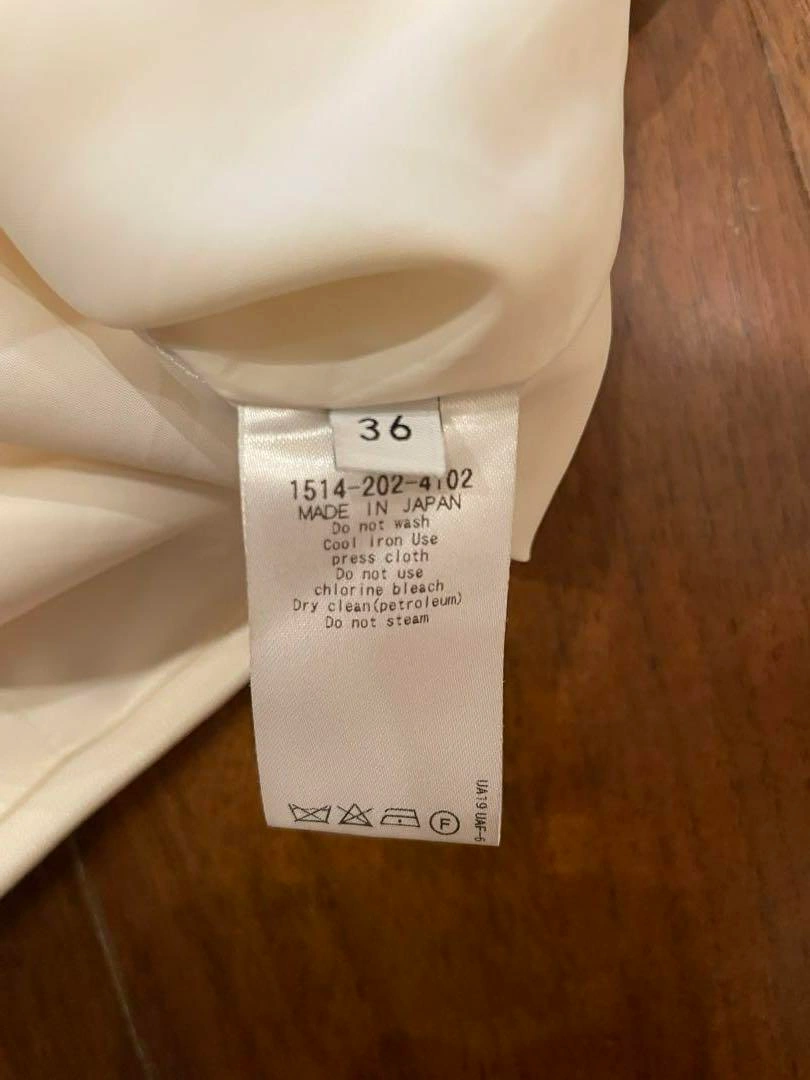 36
1514-202-4102
MADE IN JAPAN
Do not wash
Cool iron Use
press cloth
Do not use
chlorine bleach
Dry clean(petroleum)
Do not steam
F
UA19 UAF-6